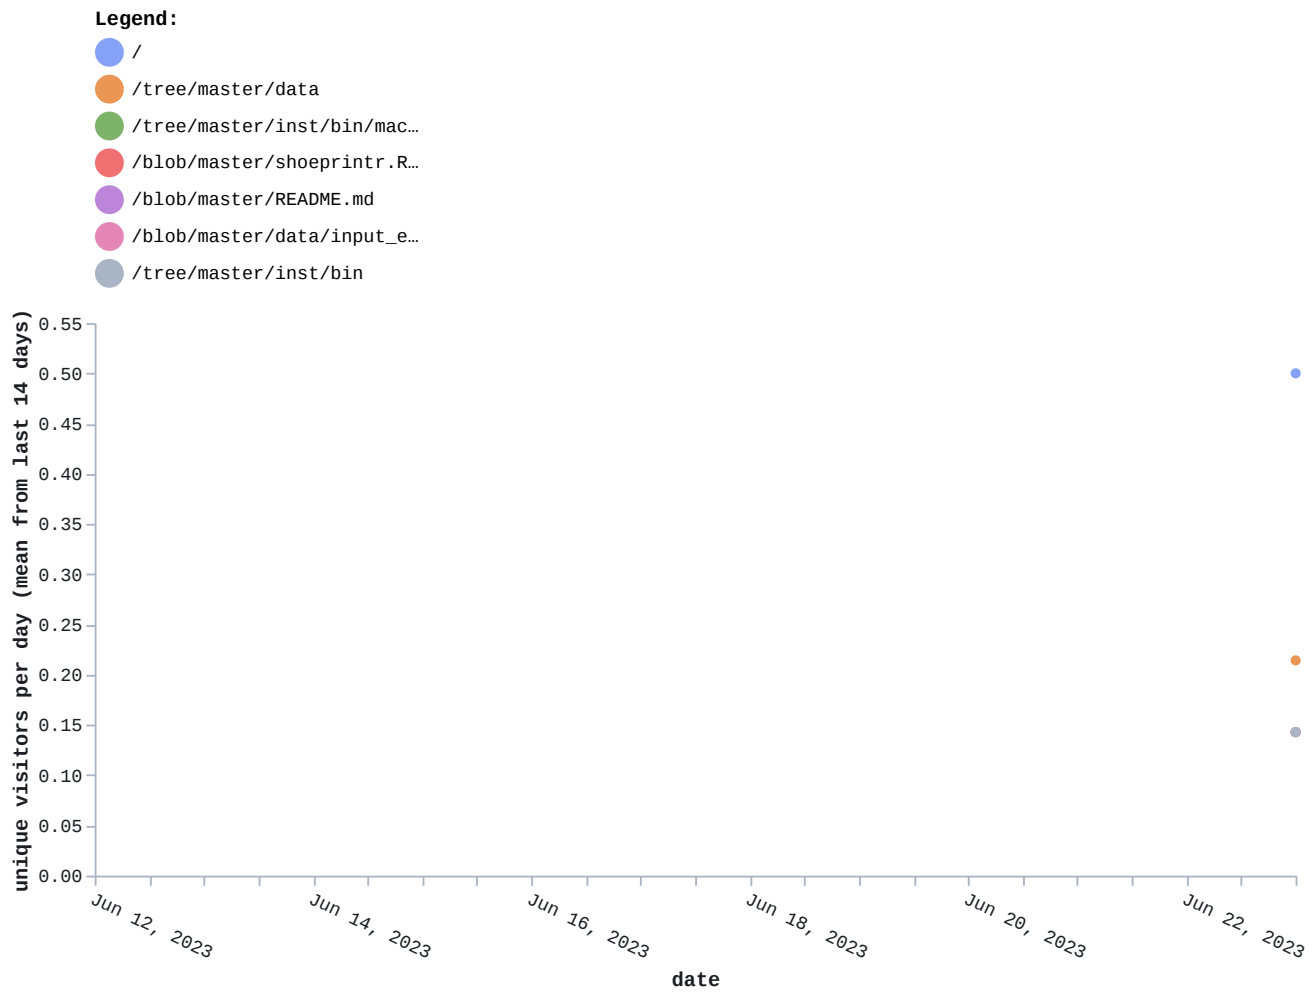 Legend:
/
/tree/master/data
/tree/master/inst/bin/mac…
/blob/master/shoeprintr.R…
/blob/master/README.md
/blob/master/data/input_e…
/tree/master/inst/bin
unique visitors per day (mean from last 14 days)
0.55
0.50
0.45
0.40
0.35
0.30
0.25
0.20
0.15
0.10
0.05
0.00
Jun 12, 2023
Jun 14, 2023
Jun 16, 2023
Jun 18, 2023
Jun 20, 2023
Jun 22, 2023
date